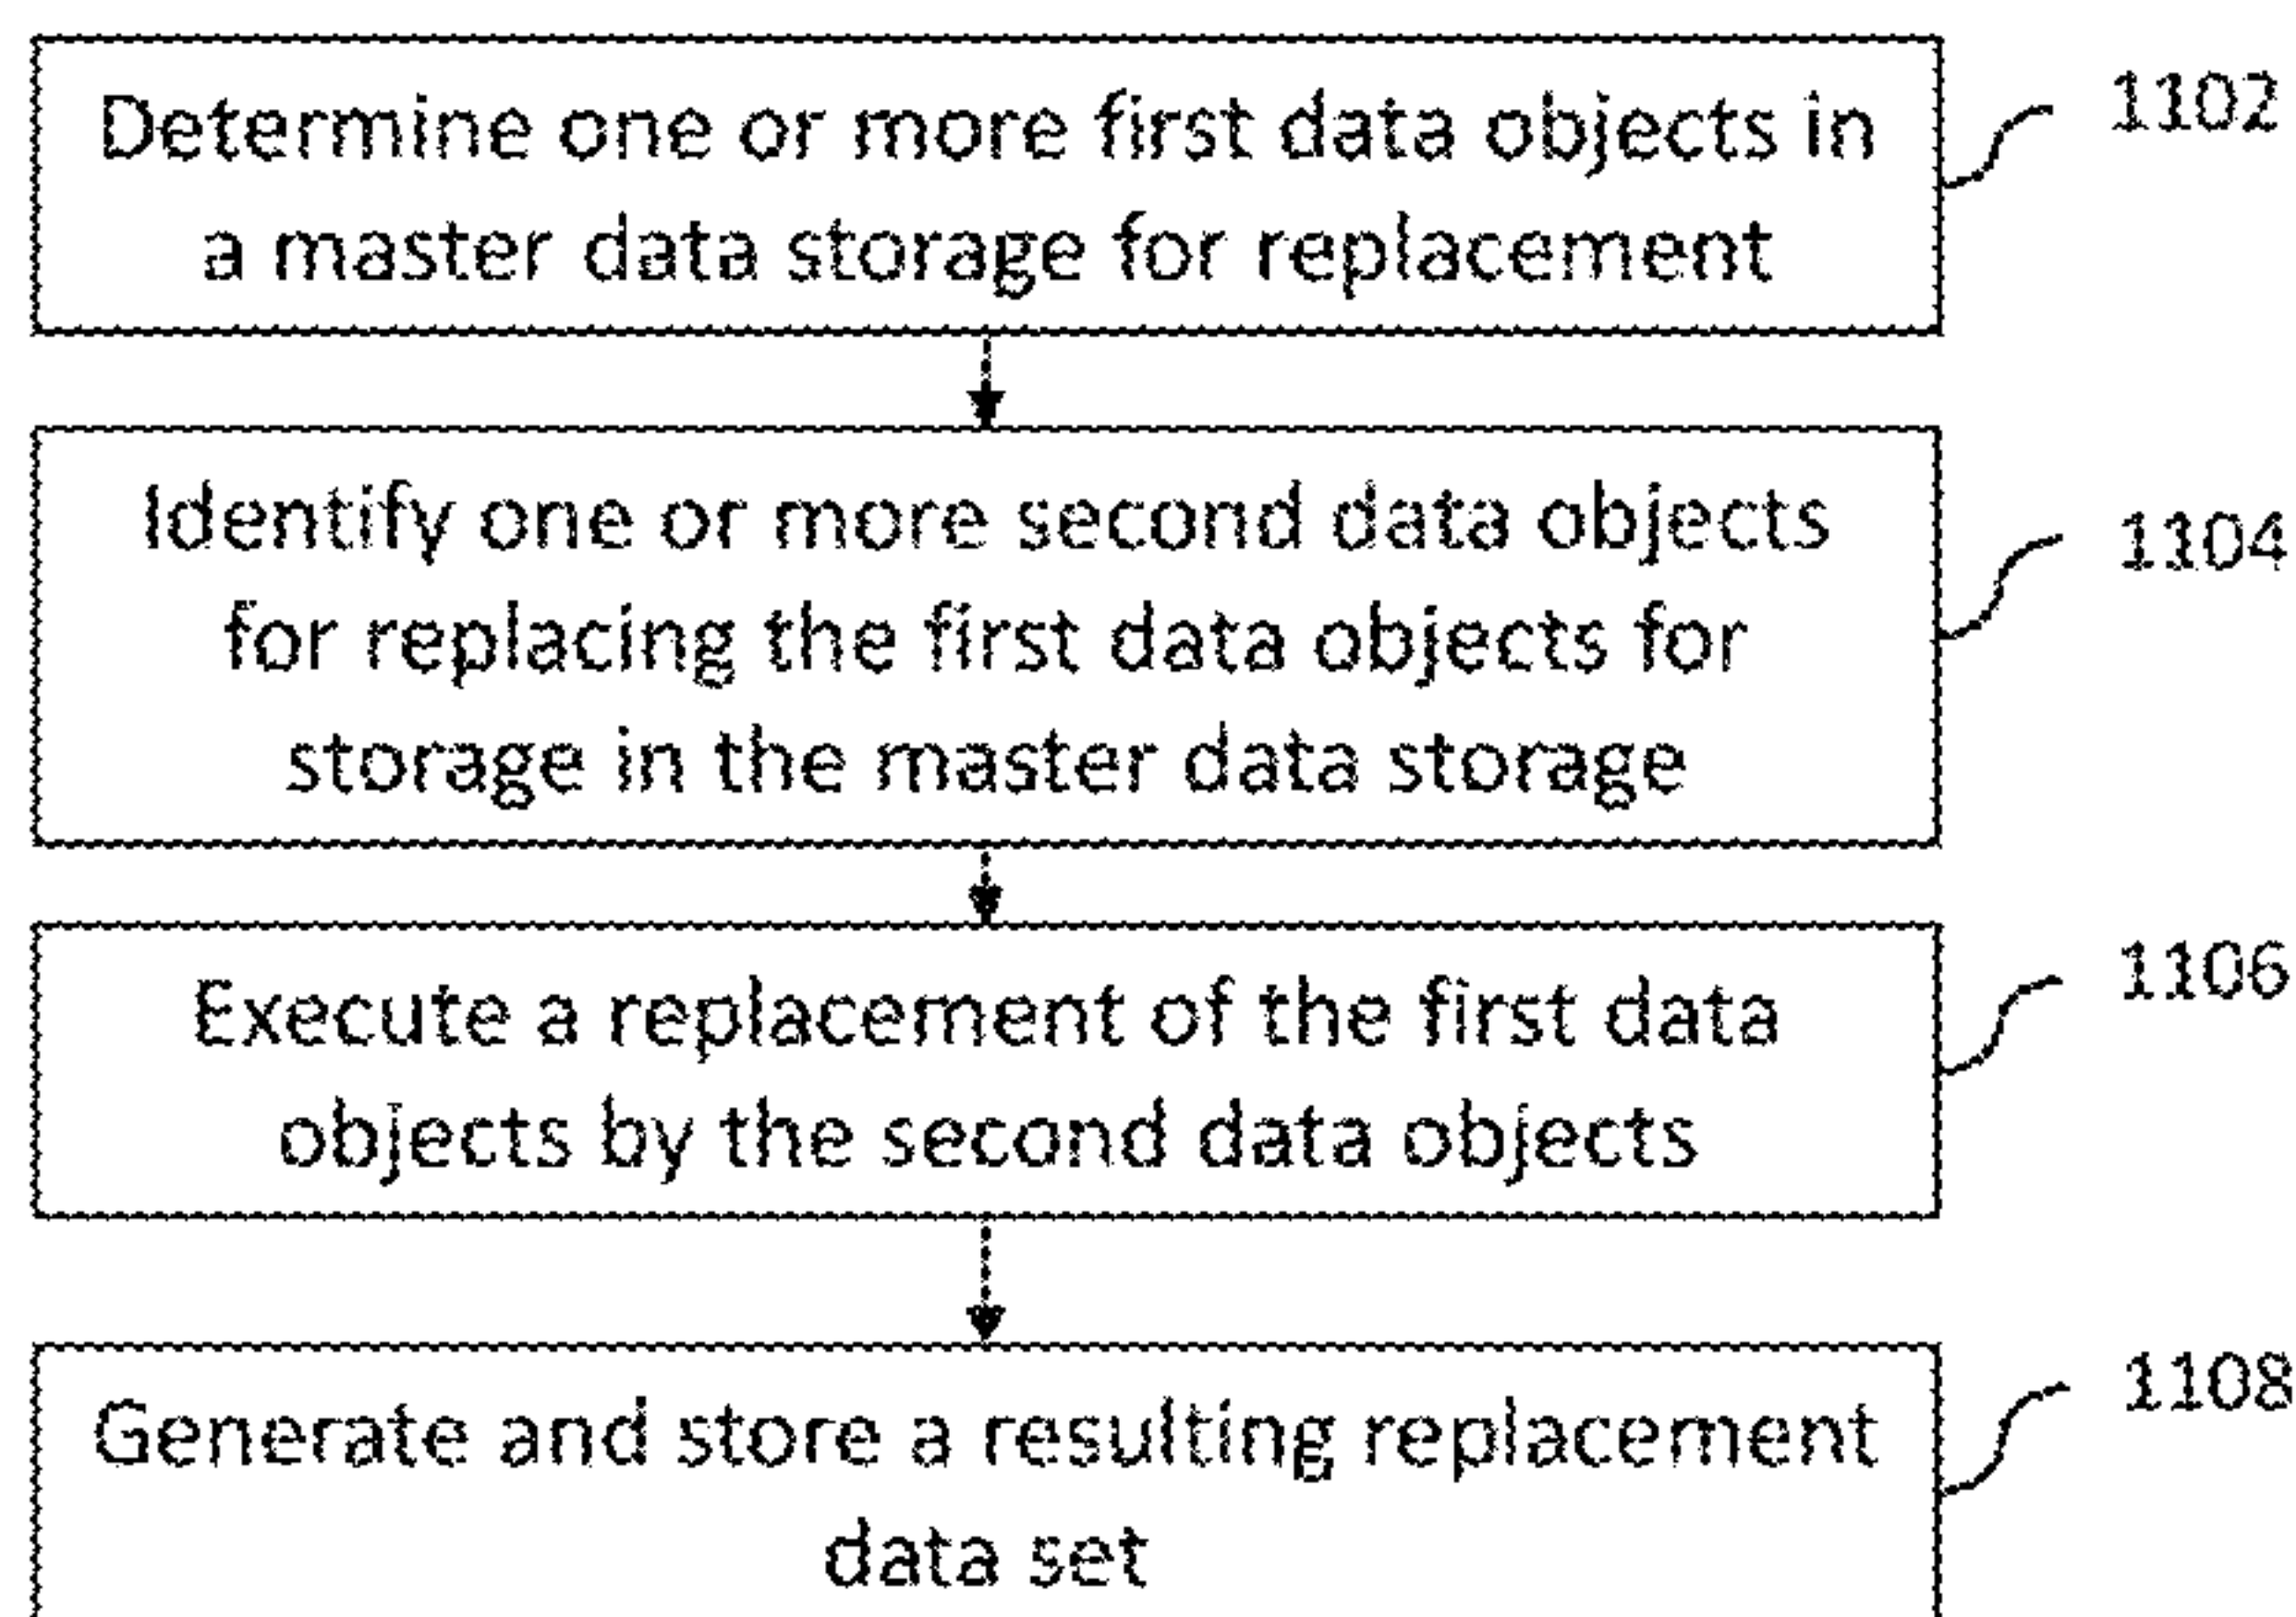 Determine one or more first data objects in
a master data storage for replacement
1102
Identify one or more second data objects
for replacing the first data objects for
storage in the master data storage
1104
Execute a replacement of the first data
objects by the second data objects
1106
Generate and store a resulting replacement
data set
1108